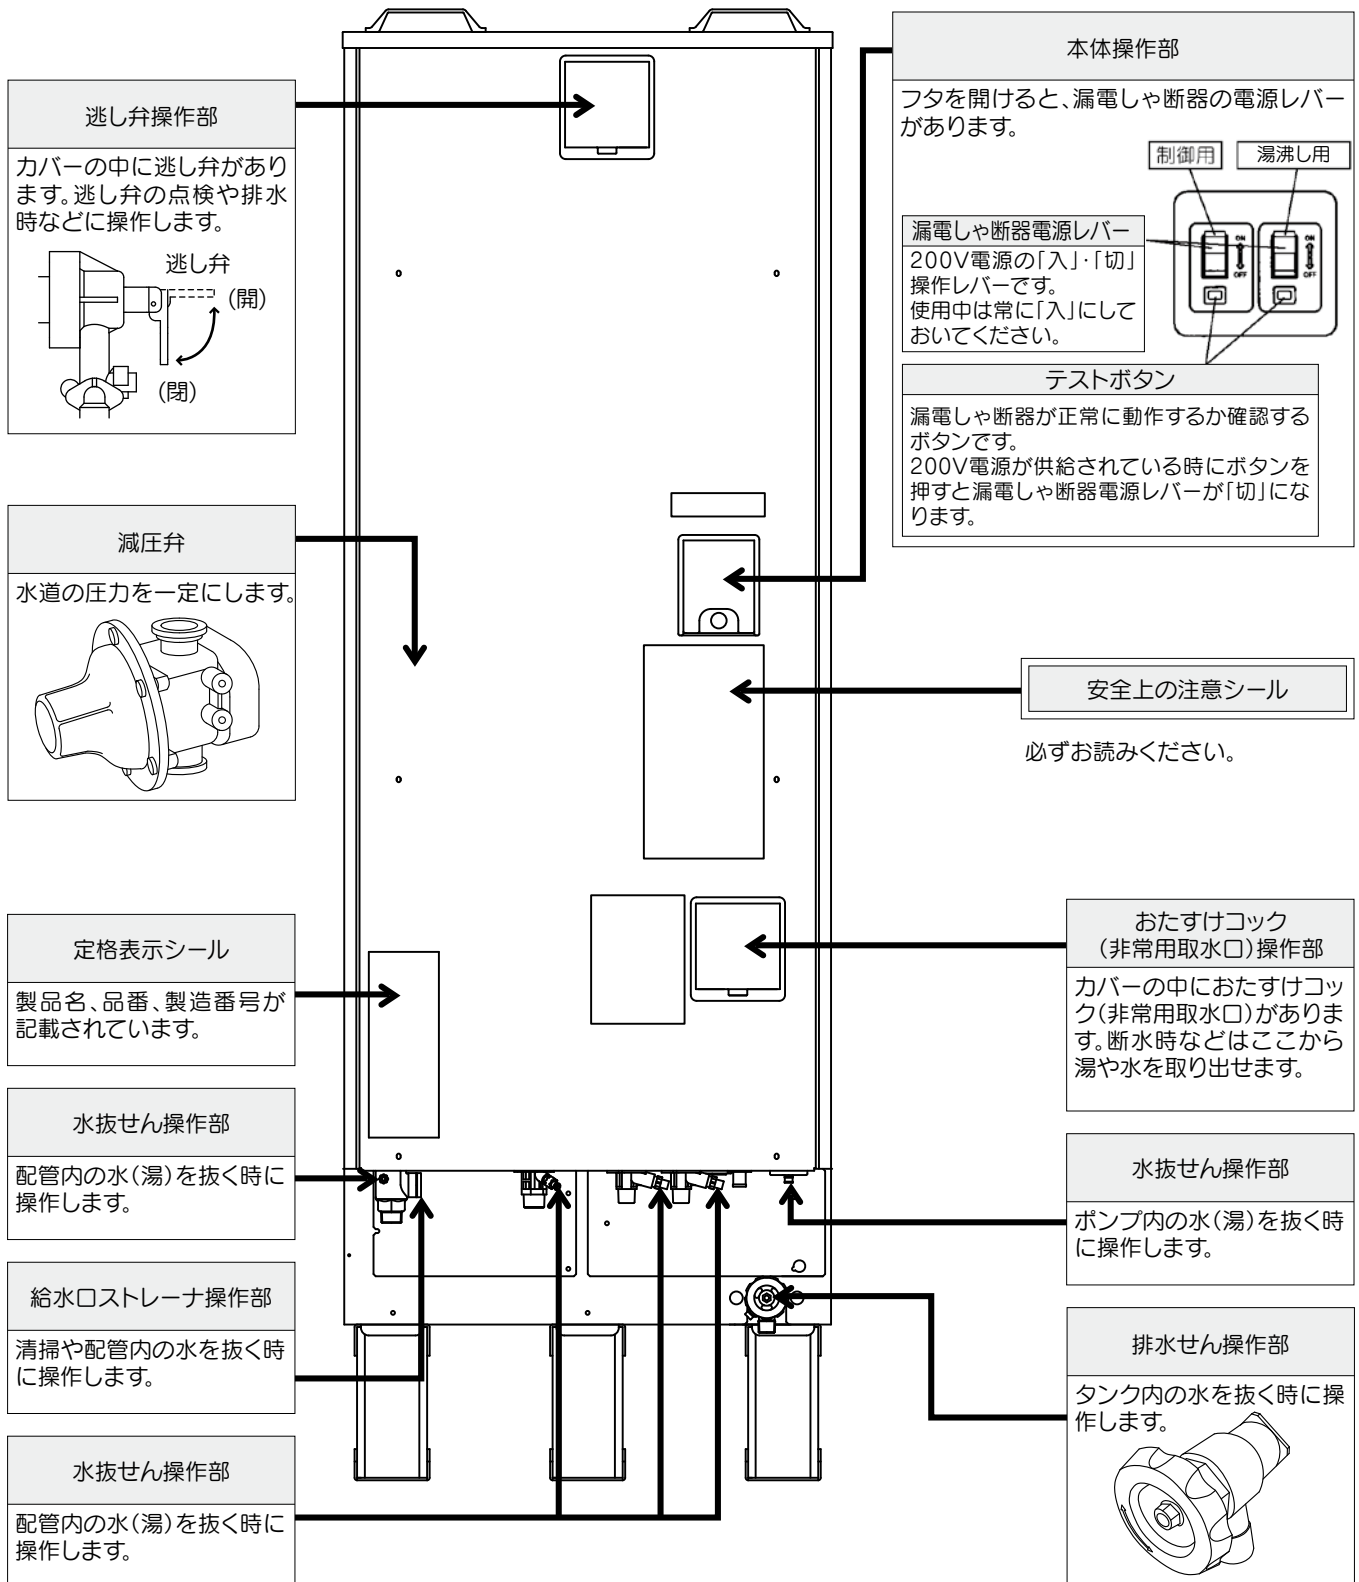 逃し弁操作部
カバーの中に逃し弁があり
ます。逃し弁の点検や排水
時などに操作します。
逃し弁
(開)
(閉)
減圧弁
水道の圧力を一定にします。
定格表示シール
製品名、品番、製造番号が
記載されています。
水抜せん操作部
配管内の水(湯)を抜く時に
操作します。
給水口ストレーナ操作部
清掃や配管内の水を抜く時
に操作します。
水抜せん操作部
配管内の水(湯)を抜く時に
操作します。
本体操作部
フタを開けると、漏電しゃ断器の電源レバー
があります。
制御用
湯沸し用
漏電しゃ断器電源レバー
200V電源の「入」・「切」
操作レバーです。
使用中は常に「入」にして
おいてください。
ON
OFF
ON
OFF
テストボタン
漏電しゃ断器が正常に動作するか確認する
ボタンです。
200V電源が供給されている時にボタンを
押すと漏電しゃ断器電源レバーが「切」にな
ります。
安全上の注意シール
必ずお読みください。
おたすけコック
(非常用取水口)操作部
カバーの中におたすけコッ
ク(非常用取水口)がありま
す。断水時などはここから
湯や水を取り出せます。
水抜せん操作部
ポンプ内の水(湯)を抜く時
に操作します。
排水せん操作部
タンク内の水を抜く時に操
作します。